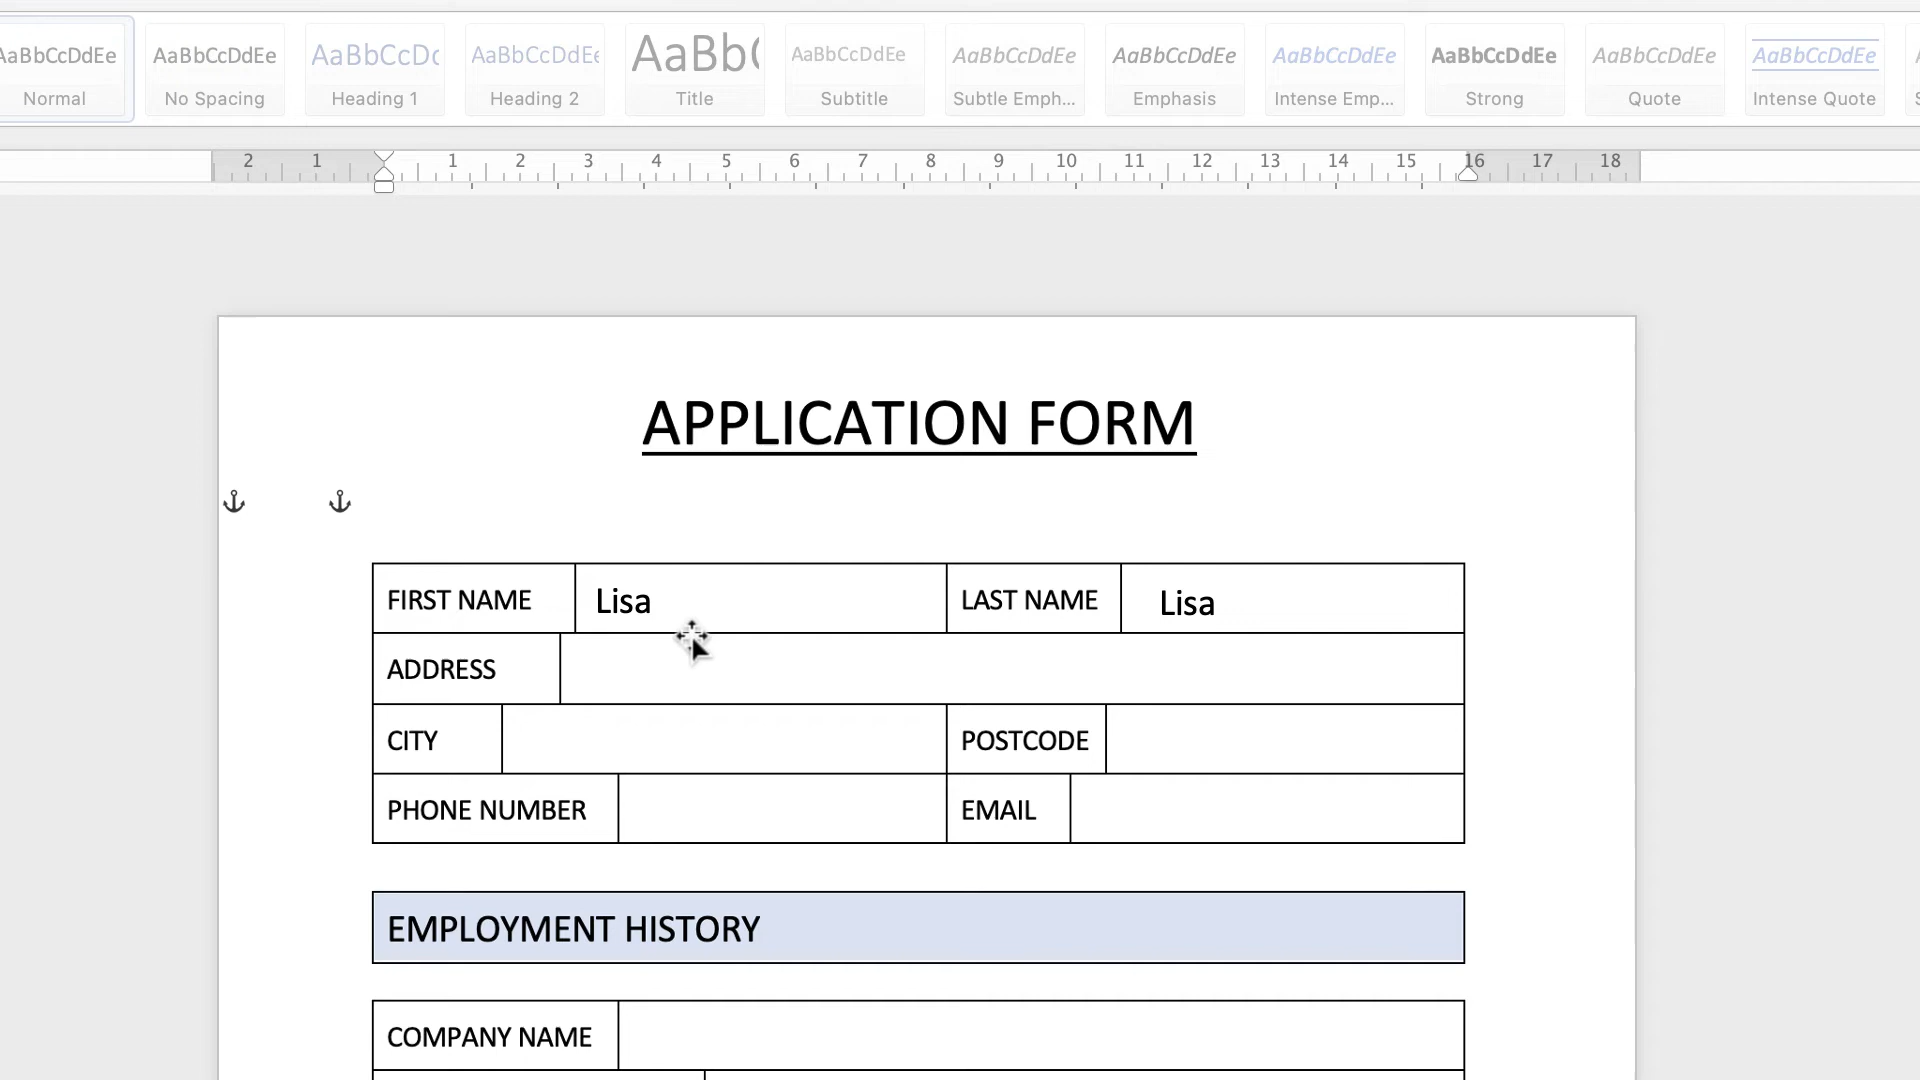 AaBbCcDdEe AaBbCcDdEe AaBbCcDc AaBbCcDdEe AaBb( AaBbCcDdEe AaBbCcDdEe AaBbCcDdEe AaBbCcDdEe AaBbCcDdEe AaBbCcDdEe AaBbCcDdEe
Normal No Spacing Heading 1 Heading 2 Title Subtitle Subtle Emph... Emphasis Intense Emp... Strong Quote Intense Quote
2 1 1 2 3 4 5 6 7 8 9 10 11 12 13 14 15 16 17 18
APPLICATION FORM
FIRST NAME Lisa LAST NAME Lisa
ADDRESS
CITY POSTCODE
PHONE NUMBER EMAIL
EMPLOYMENT HISTORY
COMPANY NAME